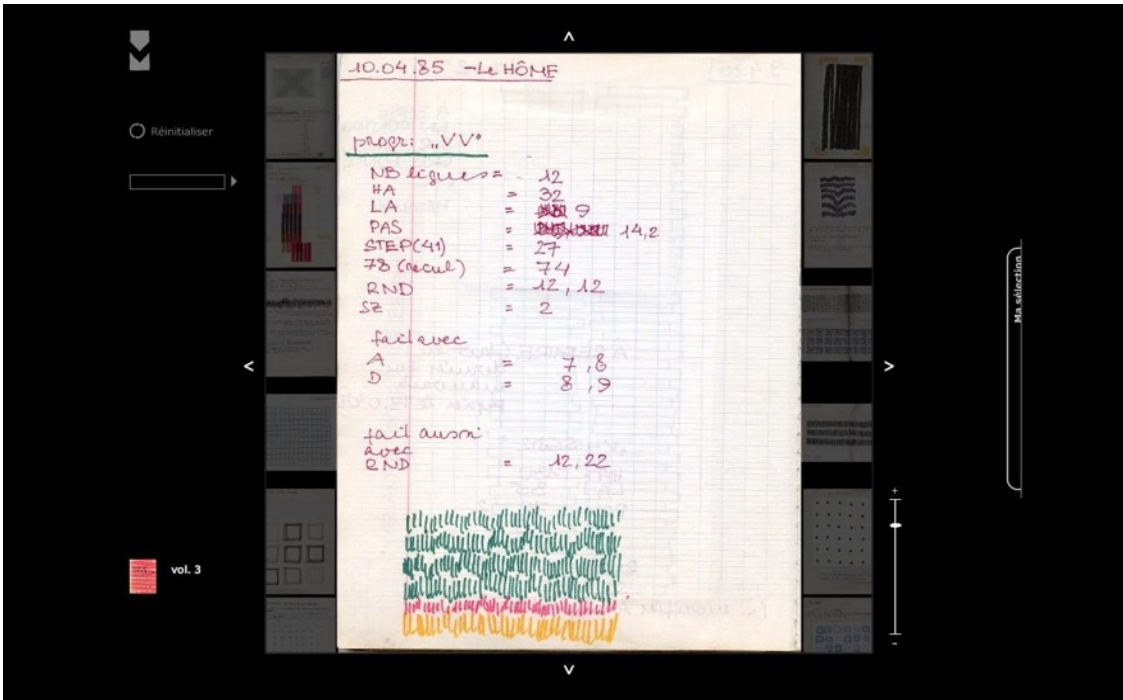 10.04.85 - Le HÔME
Réinitialiser
progr: „VV"
NB lignes = 12
HA = 32
LA = 9
PAS = 14,2
STEP(41) = 27
78 (recul) = 74
RND = 12, 12
SZ = 2
fait avec
A = 7,8
D = 8,9
fait aussi
avec
RND = 12,22
Ma sélection
vol. 3